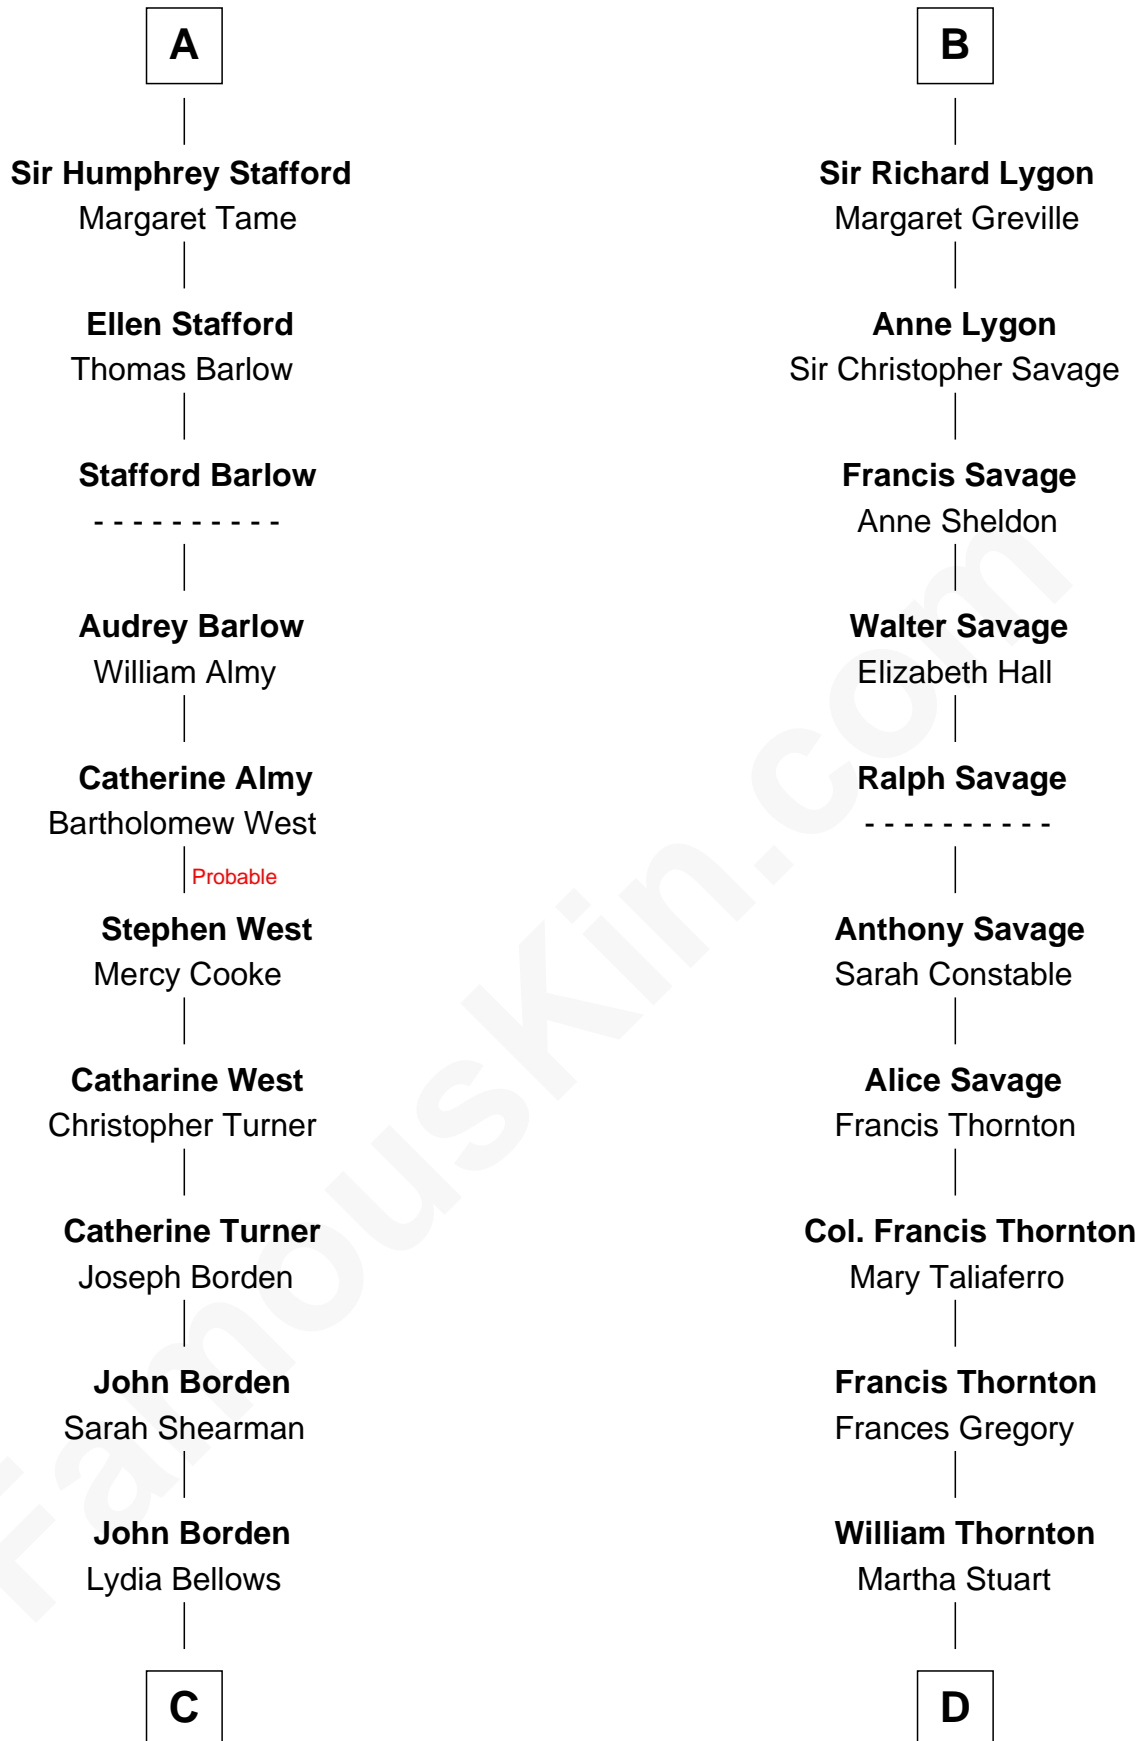 A
Sir Humphrey Stafford
Margaret Tame
Ellen Stafford
Thomas Barlow
Stafford Barlow
- - - - - - - - - -
Audrey Barlow
William Almy
Catherine Almy
Bartholomew West
Probable
Stephen West
Mercy Cooke
Catharine West
Christopher Turner
Catherine Turner
Joseph Borden
John Borden
Sarah Shearman
John Borden
Lydia Bellows
C
B
Sir Richard Lygon
Margaret Greville
Anne Lygon
Sir Christopher Savage
Francis Savage
Anne Sheldon
Walter Savage
Elizabeth Hall
Ralph Savage
- - - - - - - - - -
Anthony Savage
Sarah Constable
Alice Savage
Francis Thornton
Col. Francis Thornton
Mary Taliaferro
Francis Thornton
Frances Gregory
William Thornton
Martha Stuart
D
FamousKin.com